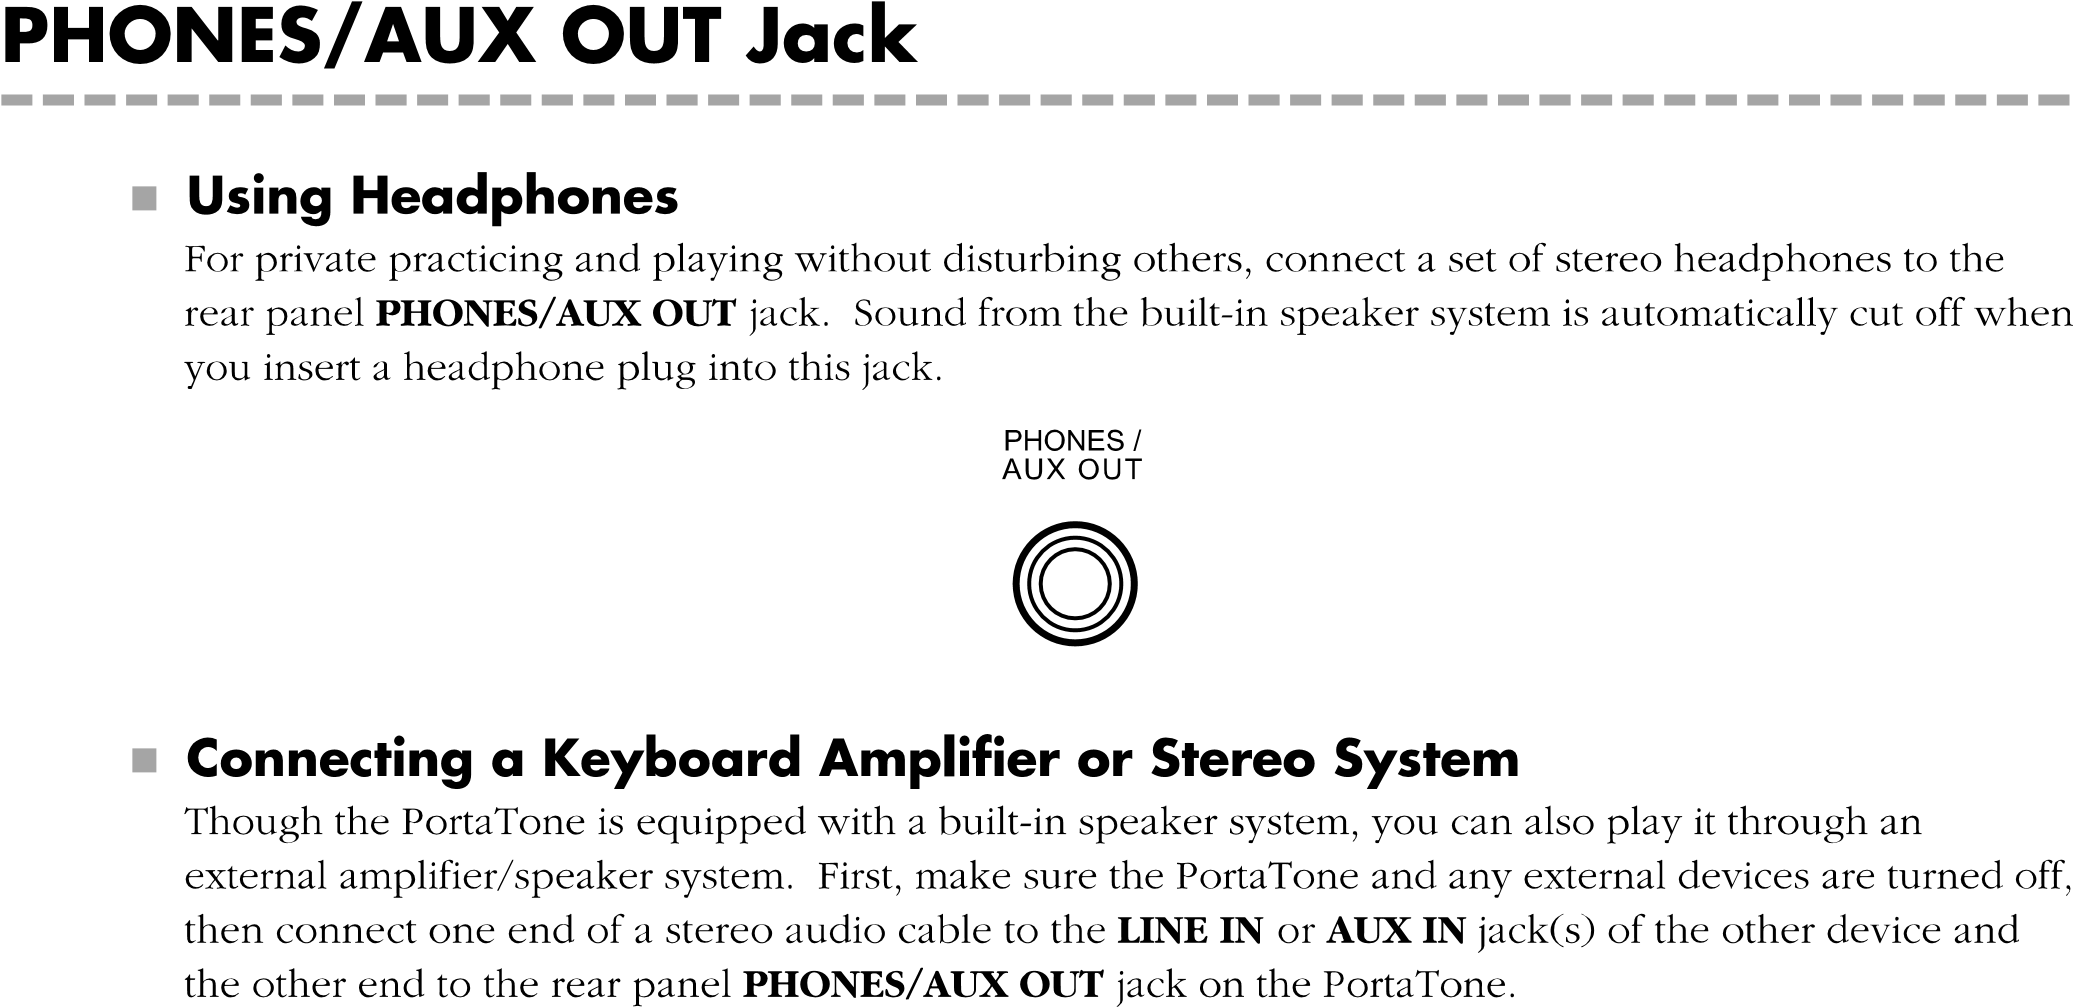 PHONES/AUX OUT Jack
Using Headphones
For private practicing and playing without disturbing others, connect a set of stereo headphones to the
rear panel PHONES/AUX OUT jack.  Sound from the built-in speaker system is automatically cut off when
you insert a headphone plug into this jack.
PHONES /
AUX OUT
Connecting a Keyboard Amplifier or Stereo System
Though the PortaTone is equipped with a built-in speaker system, you can also play it through an
external amplifier/speaker system.  First, make sure the PortaTone and any external devices are turned off,
then connect one end of a stereo audio cable to the LINE IN or AUX IN jack(s) of the other device and
the other end to the rear panel PHONES/AUX OUT jack on the PortaTone.